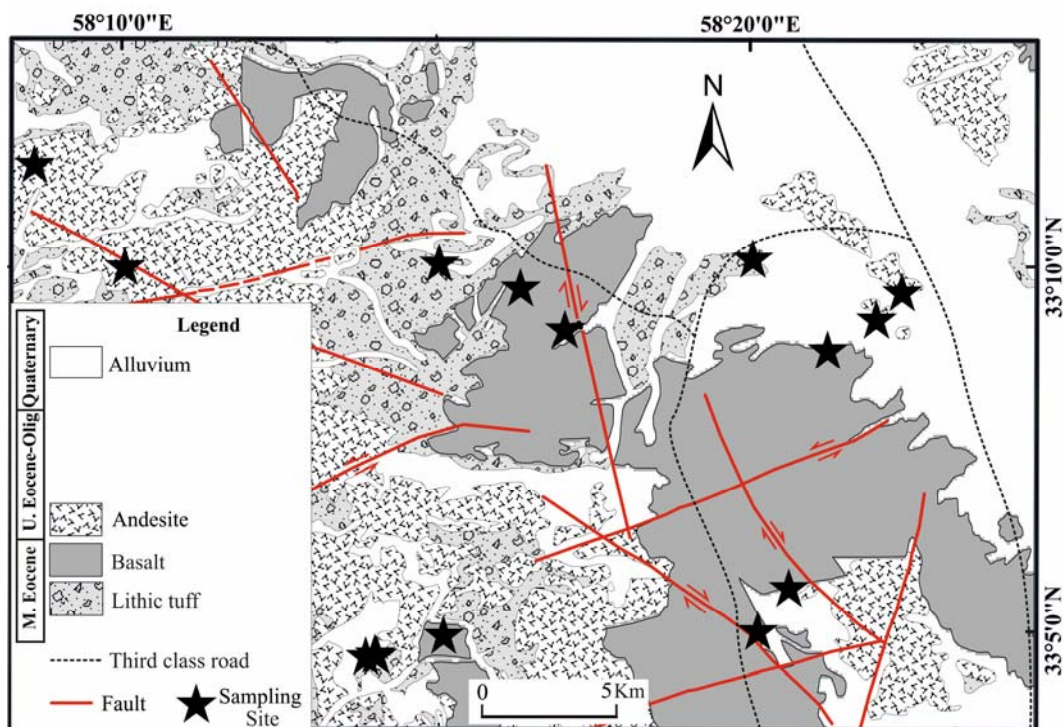 58°10'0"E
58°20'0"E
N
33°10'0"N
33°5'0"N
Legend
Quaternary
U. Eocene-Olig
M. Eocene
Alluvium
Andesite
Basalt
Lithic tuff
Third class road
Fault
Sampling
Site
0
5Km